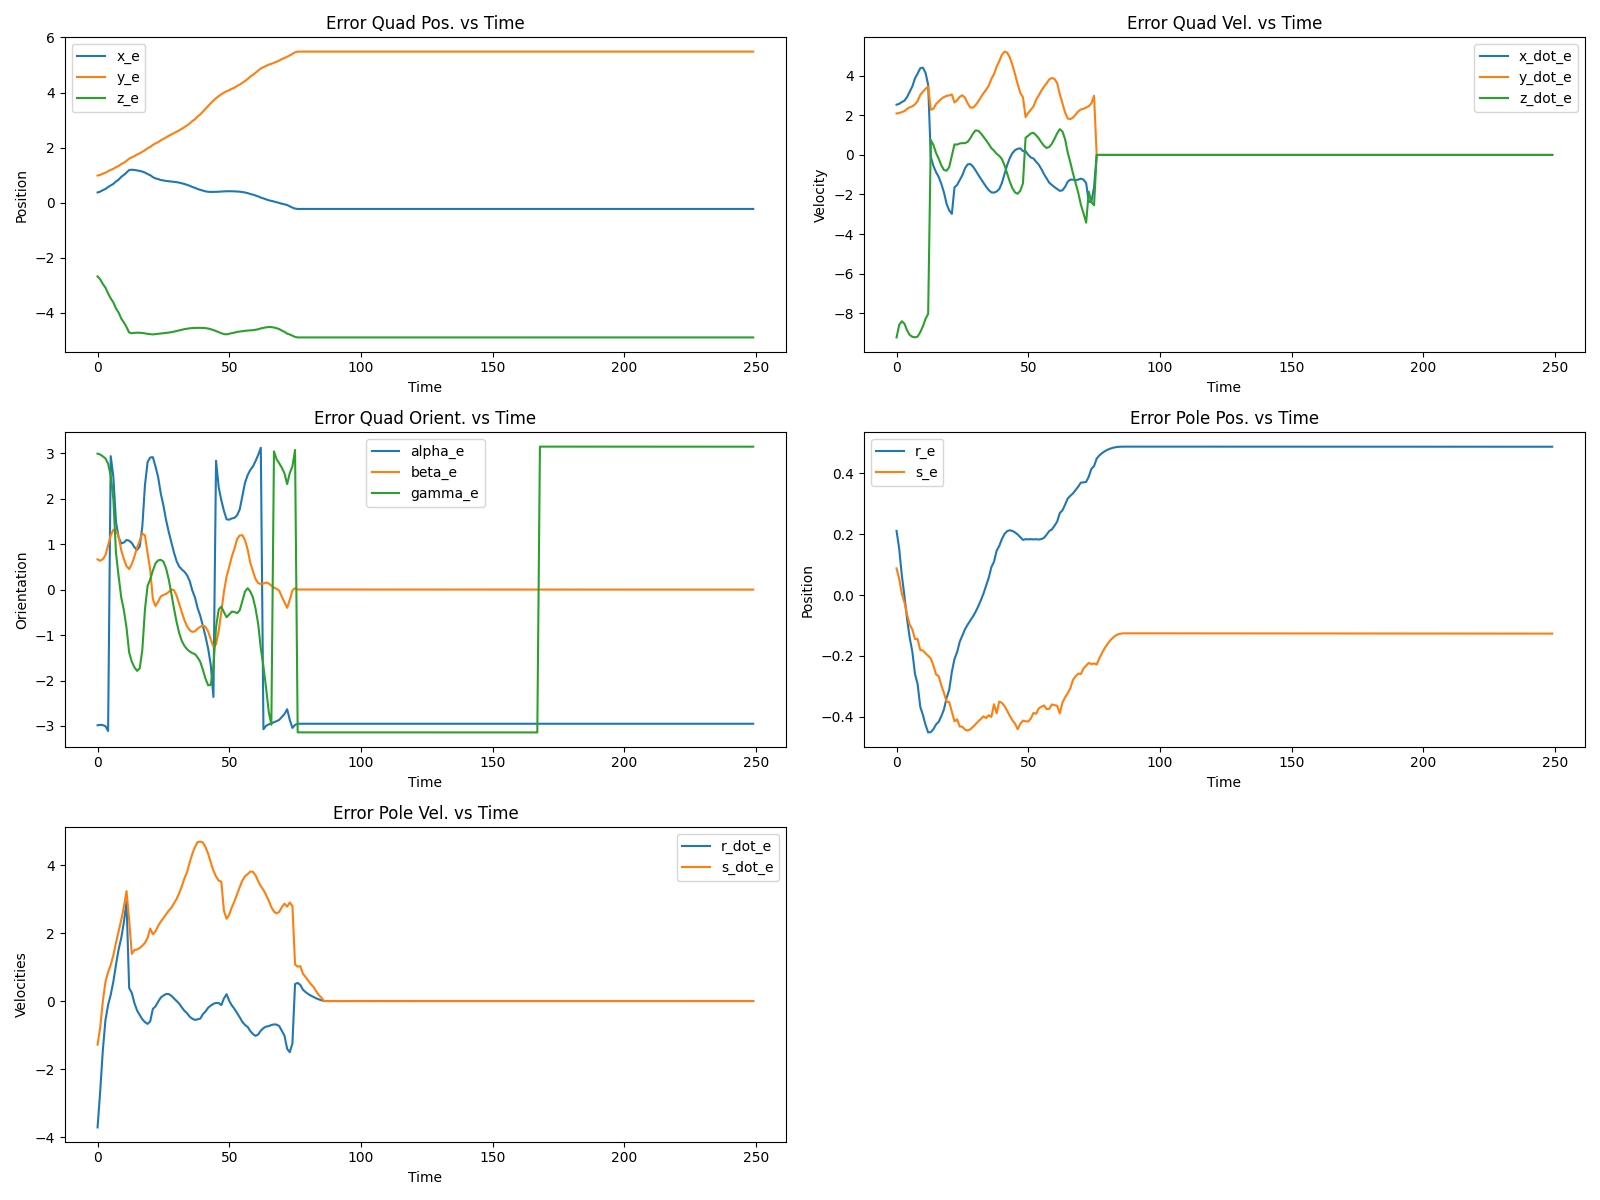 Error Quad Pos. vs Time
6
4
2
0
−2
−4
Position
x_e
y_e
z_e
0 50 100 150 200 250
Time
Error Quad Vel. vs Time
4
2
0
−2
−4
−6
−8
Velocity
x_dot_e
y_dot_e
z_dot_e
0 50 100 150 200 250
Time
Error Quad Orient. vs Time
3
2
1
0
−1
−2
−3
Orientation
alpha_e
beta_e
gamma_e
0 50 100 150 200 250
Time
Error Pole Pos. vs Time
0.4
0.2
0.0
−0.2
−0.4
Position
r_e
s_e
0 50 100 150 200 250
Time
Error Pole Vel. vs Time
4
2
0
−2
−4
Velocities
r_dot_e
s_dot_e
0 50 100 150 200 250
Time